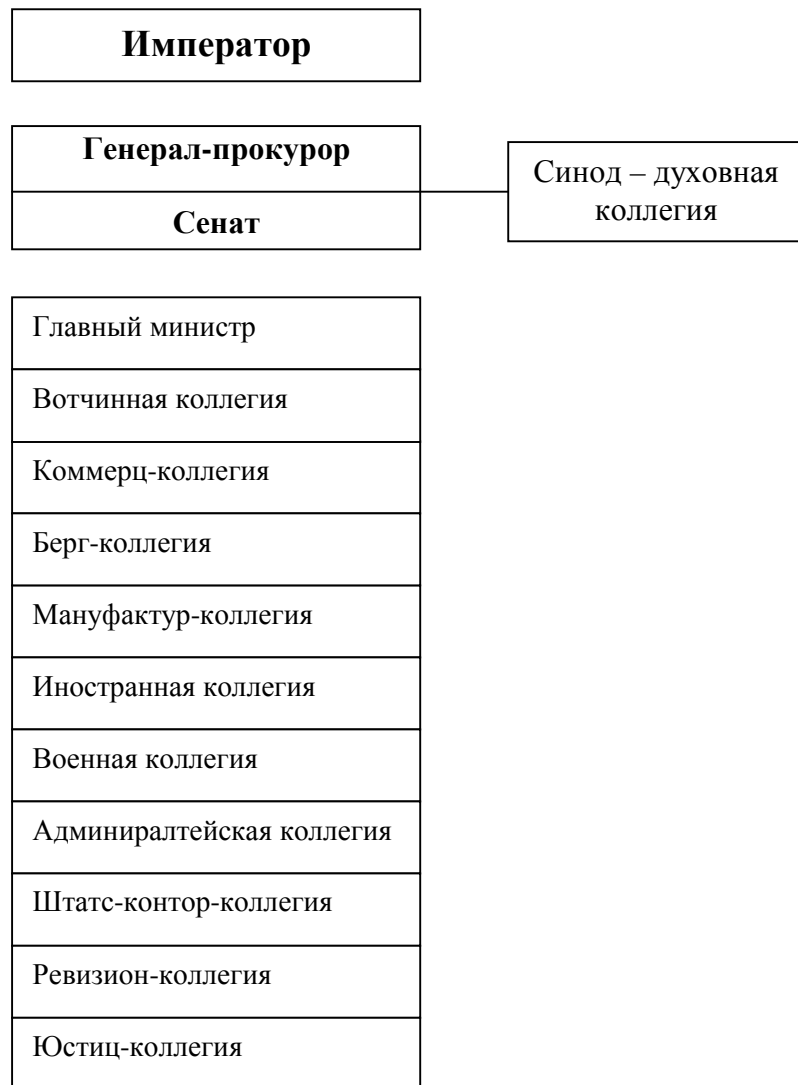 Император
Генерал-прокурор
Сенат
Синод – духовная
коллегия
Главный министр
Вотчинная коллегия
Коммерц-коллегия
Берг-коллегия
Мануфактур-коллегия
Иностранная коллегия
Военная коллегия
Админиралтейская коллегия
Штатс-контор-коллегия
Ревизион-коллегия
Юстиц-коллегия